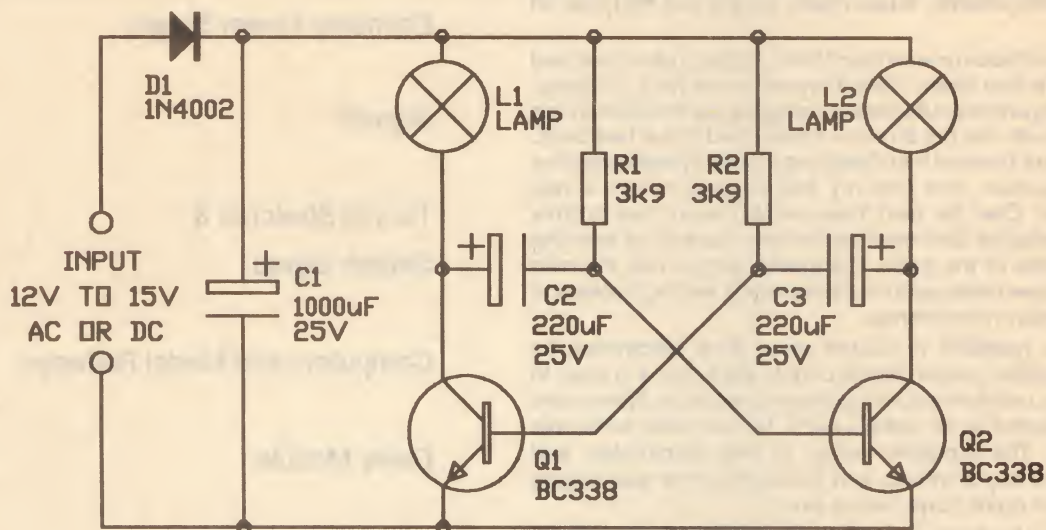 D1
1N4002
L1
LAMP
L2
LAMP
R1
3k9
R2
3k9
INPUT
12V TO 15V
AC OR DC
+
C1
1000uF
25V
+
C2
220uF
25V
+
C3
220uF
25V
Q1
BC338
Q2
BC338